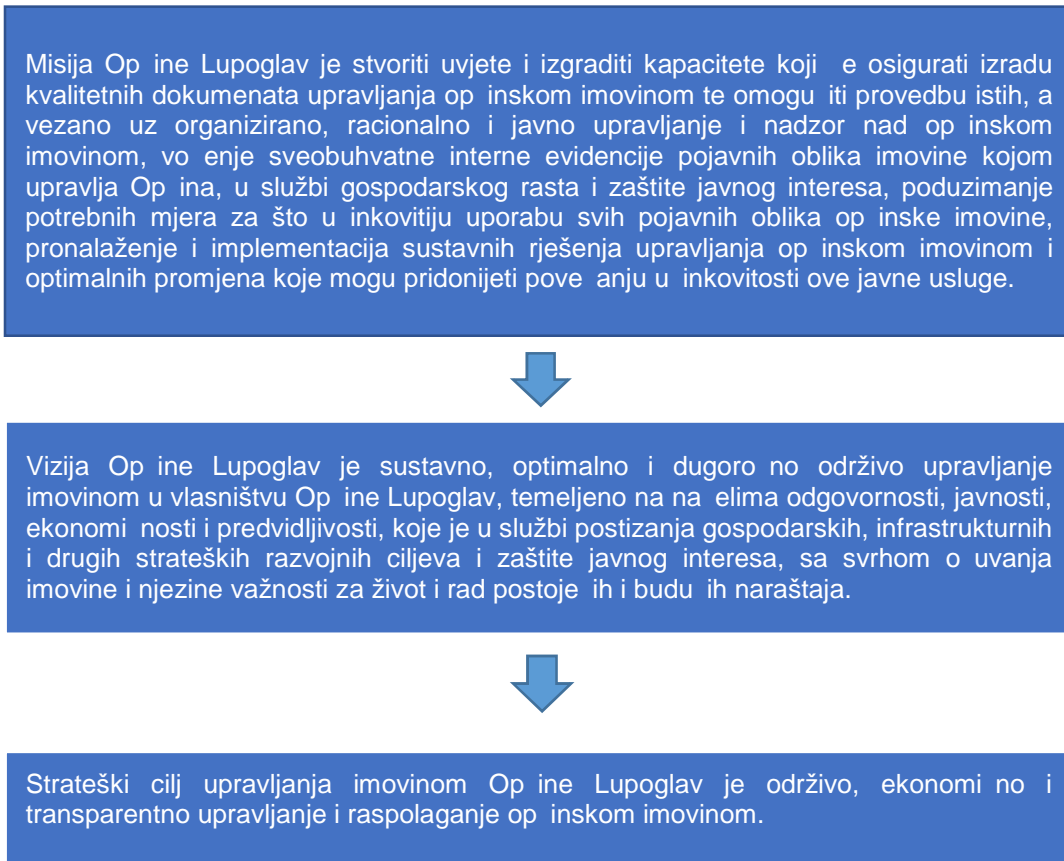 Misija Op ine Lupoglav je stvoriti uvjete i izgraditi kapacitete koji e osigurati izradu
kvalitetnih dokumenata upravljanja op inskom imovinom te omogu iti provedbu istih, a
vezano uz organizirano, racionalno i javno upravljanje i nadzor nad op inskom
imovinom, vo enje sveobuhvatne interne evidencije pojavnih oblika imovine kojom
upravlja Op ina, u službi gospodarskog rasta i zaštite javnog interesa, poduzimanje
potrebnih mjera za što u inkovitiju uporabu svih pojavnih oblika op inske imovine,
pronalaženje i implementacija sustavnih rješenja upravljanja op inskom imovinom i
optimalnih promjena koje mogu pridonijeti pove anju u inkovitosti ove javne usluge.
Vizija Op ine Lupoglav je sustavno, optimalno i dugoro no održivo upravljanje
imovinom u vlasništvu Op ine Lupoglav, temeljeno na na elima odgovornosti, javnosti,
ekonomi nosti i predvidljivosti, koje je u službi postizanja gospodarskih, infrastrukturnih
i drugih strateških razvojnih ciljeva i zaštite javnog interesa, sa svrhom o uvanja
imovine i njezine važnosti za život i rad postoje ih i budu ih naraštaja.
Strateški cilj upravljanja imovinom Op ine Lupoglav je održivo, ekonomi no i
transparentno upravljanje i raspolaganje op inskom imovinom.